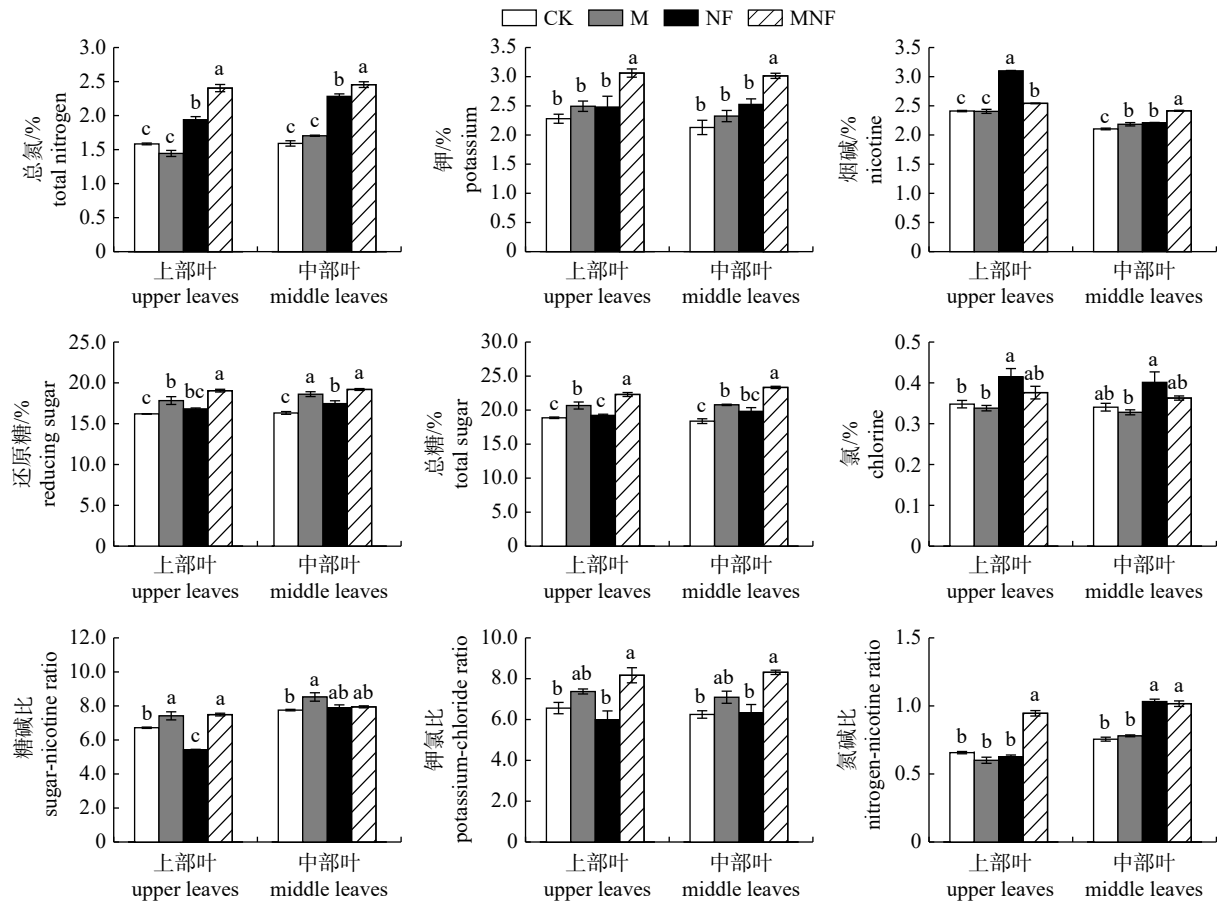 CK M NF MNF
总氮/%
total nitrogen
3.0
2.5
2.0
1.5
1.0
0.5
0
c c b a
c c b a
上部叶 中部叶
upper leaves middle leaves
钾/%
potassium
3.5
3.0
2.5
2.0
1.5
1.0
0.5
0
b b b a
b b b a
上部叶 中部叶
upper leaves middle leaves
烟碱/%
nicotine
3.5
3.0
2.5
2.0
1.5
1.0
0.5
0
c c a b
c b b a
上部叶 中部叶
upper leaves middle leaves
还原糖/%
reducing sugar
25.0
20.0
15.0
10.0
5.0
0
c b bc a
c a b a
上部叶 中部叶
upper leaves middle leaves
总糖/%
total sugar
30.0
25.0
20.0
15.0
10.0
5.0
0
c b c a
c b bc a
上部叶 中部叶
upper leaves middle leaves
氯/%
chlorine
0.5
0.4
0.3
0.2
0.1
0
b b a ab
ab b a ab
上部叶 中部叶
upper leaves middle leaves
糖碱比
sugar-nicotine ratio
12.0
10.0
8.0
6.0
4.0
2.0
0
b a c a
b a ab ab
上部叶 中部叶
upper leaves middle leaves
钾氯比
potassium-chloride ratio
10.0
8.0
6.0
4.0
2.0
0
b ab b a
b ab b a
上部叶 中部叶
upper leaves middle leaves
氮碱比
nitrogen-nicotine ratio
1.5
1.0
0.5
0
b b b a
b b a a
上部叶 中部叶
upper leaves middle leaves